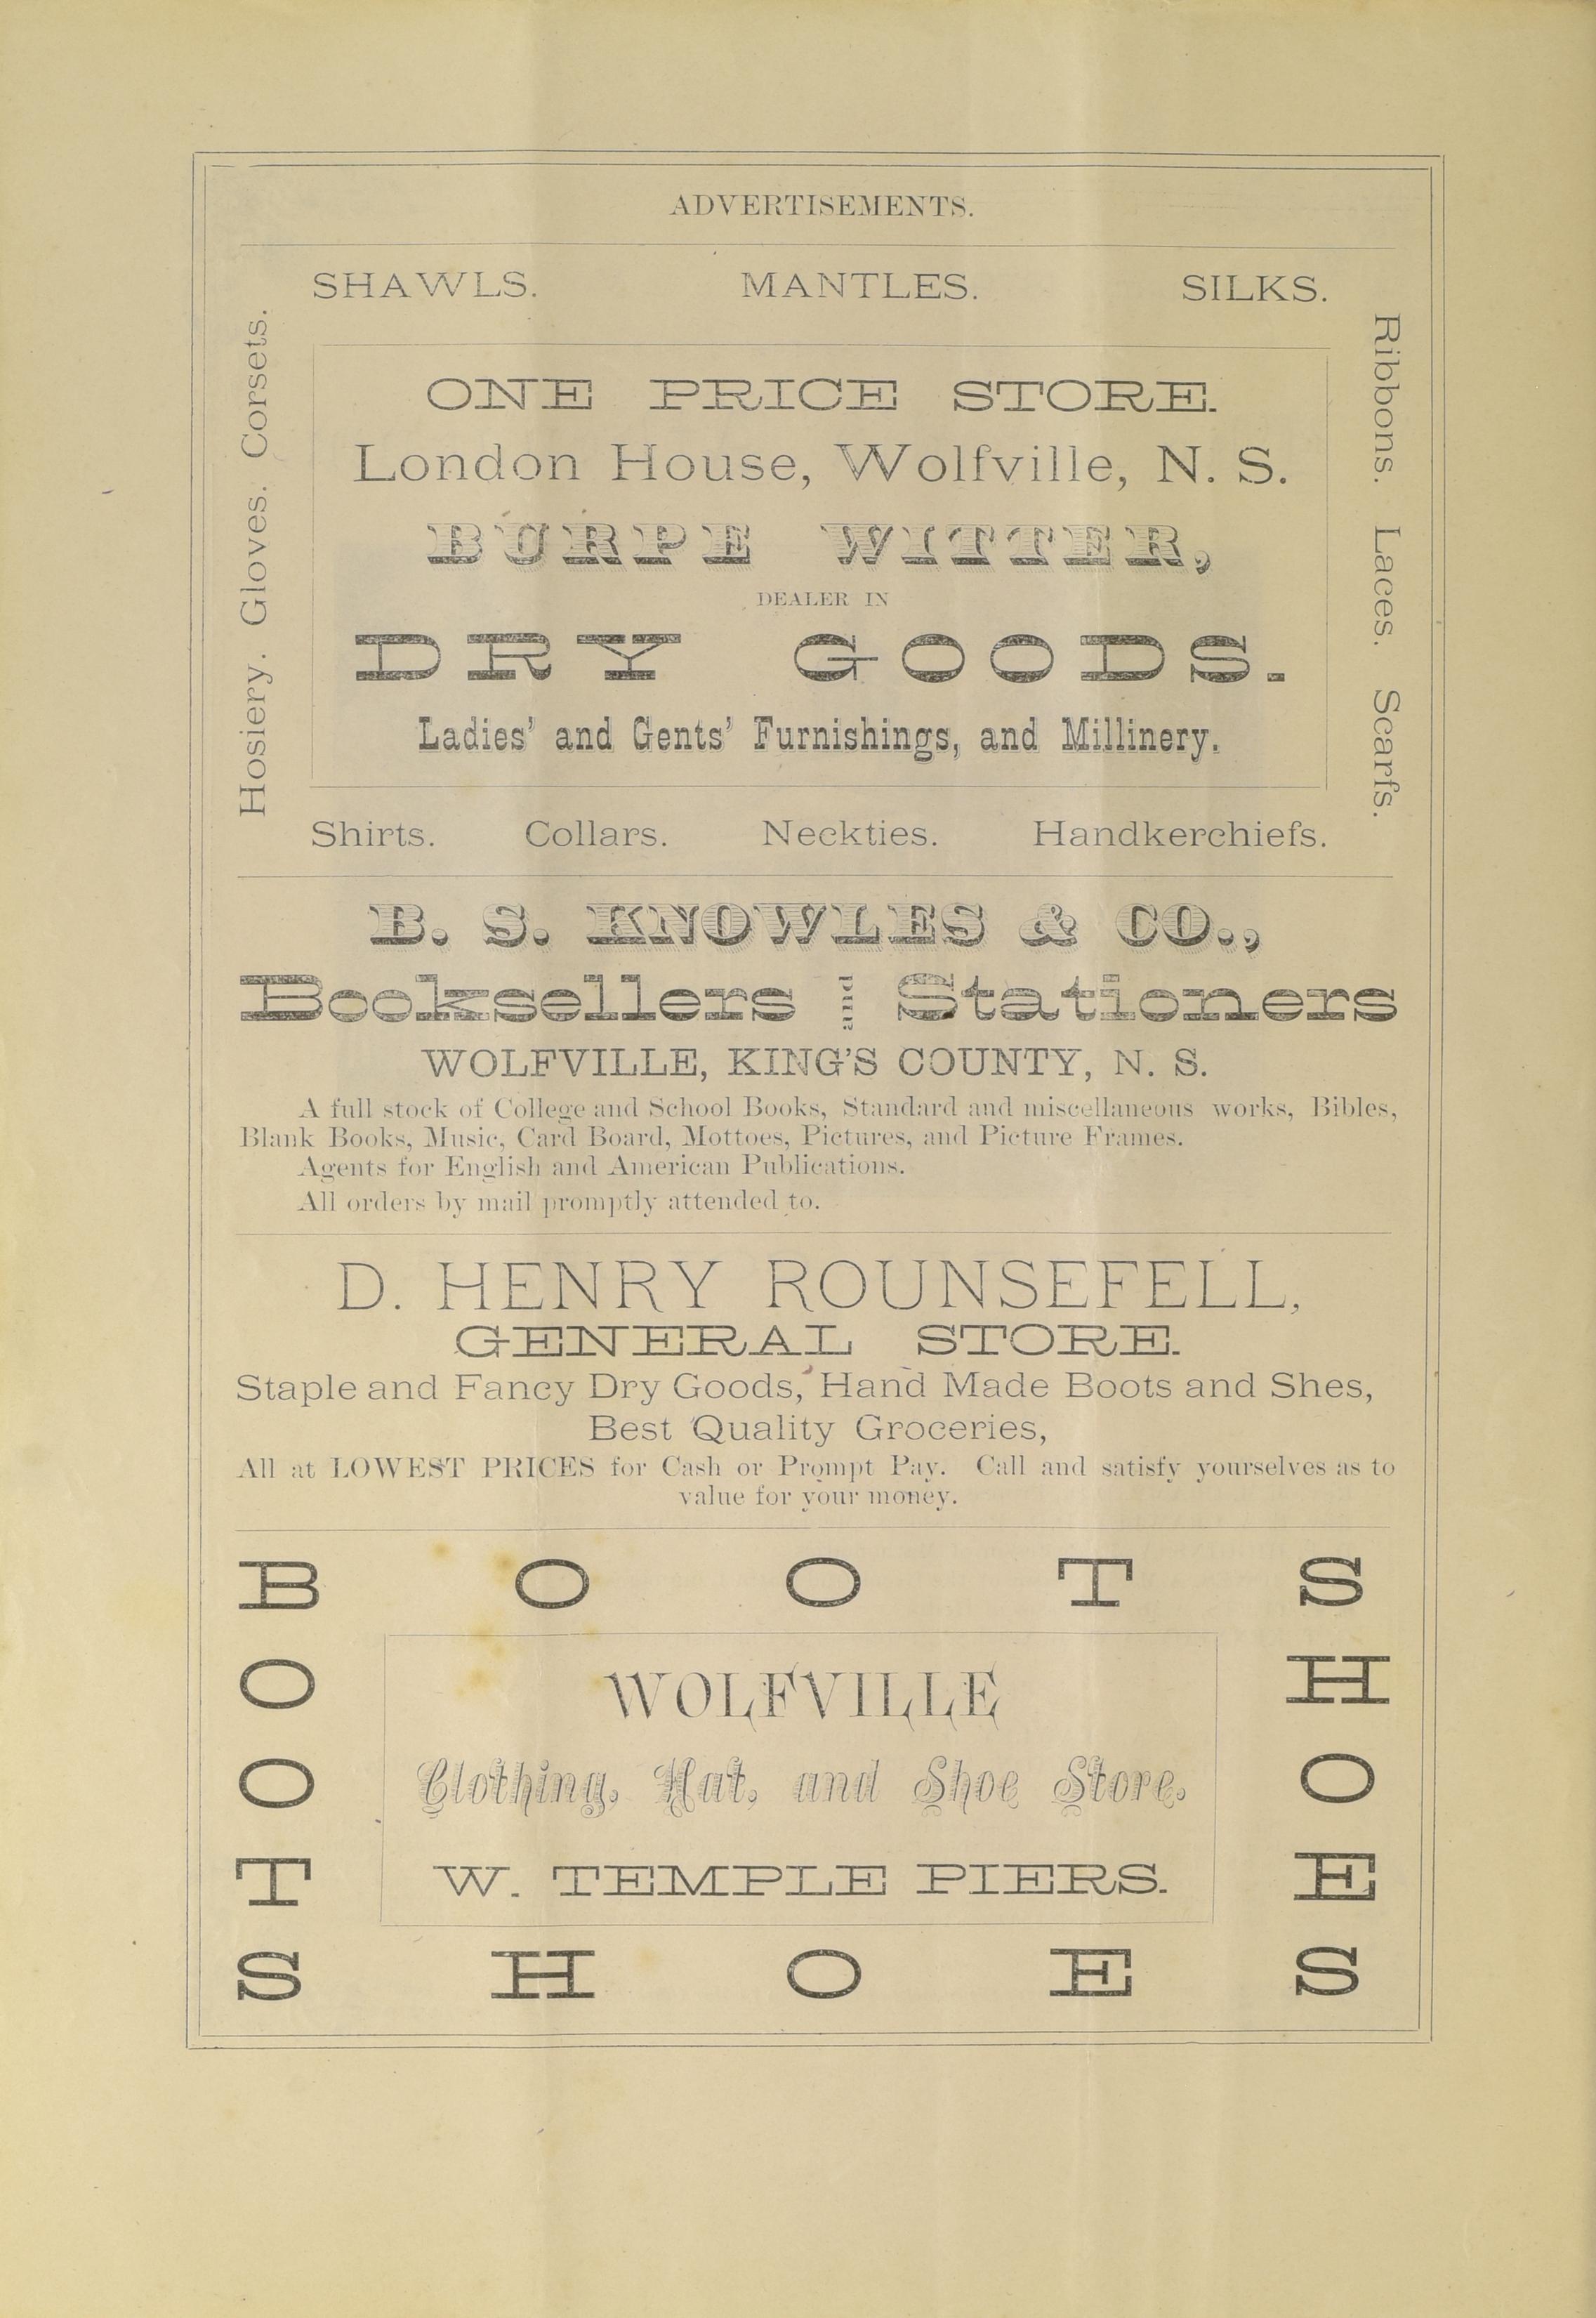 ADVERTISEMENTS.
SHAWLS. MANTLES. SILKS.
Hosiery. Gloves. Corsets.
Ribbons. Laces. Scarfs.
ONE PRICE STORE.
London House, Wolfville, N. S.
BURPE WITTER,
DEALER IN
DRY GOODS.
Ladies' and Gents' Furnishings, and Millinery.
Shirts. Collars. Neckties. Handkerchiefs.
B. S. KNOWLES & CO.,
Booksellers and Stationers
WOLFVILLE, KING'S COUNTY, N. S.
A full stock of College and School Books, Standard and miscellaneous works, Bibles,
Blank Books, Music, Card Board, Mottoes, Pictures, and Picture Frames.
Agents for English and American Publications.
All orders by mail promptly attended to.
D. HENRY ROUNSEFELL,
GENERAL STORE.
Staple and Fancy Dry Goods, Hand Made Boots and Shes,
Best Quality Groceries,
All at LOWEST PRICES for Cash or Prompt Pay. Call and satisfy yourselves as to
value for your money.
BOOTS
BOOTS
SHOES
WOLFVILLE
Clothing, Hat, and Shoe Store.
W. TEMPLE PIERS.
SHOES